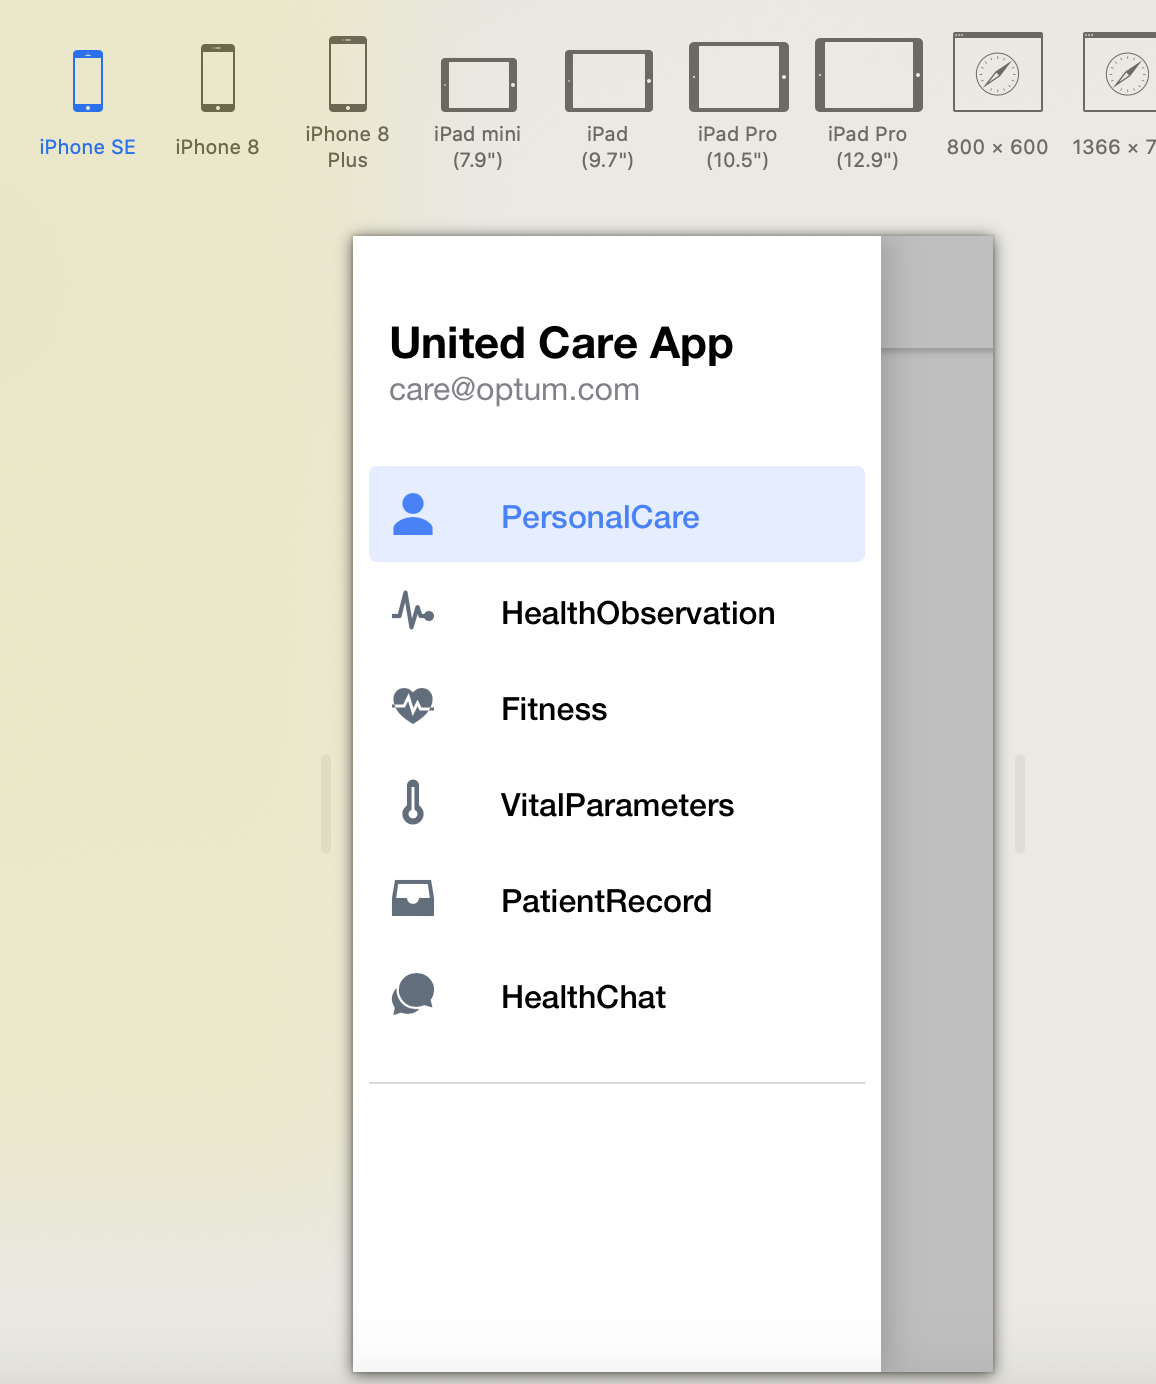 iPhone SE
iPhone 8
iPhone 8
Plus
iPad mini
(7.9")
iPad
(9.7")
iPad Pro
(10.5")
iPad Pro
(12.9")
800 × 600
1366 × 7
United Care App
care@optum.com
PersonalCare
HealthObservation
Fitness
VitalParameters
PatientRecord
HealthChat